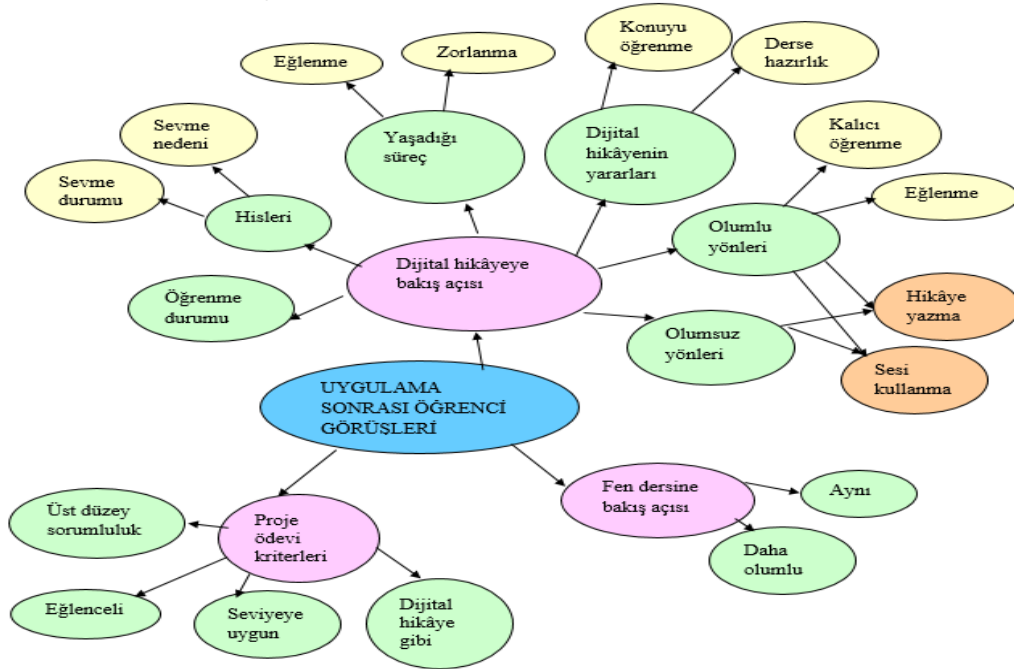 Konuyu
öğrenme
Derse
hazırlık
Eğlenme
Zorlanma
Sevme
nedeni
Yaşadığı
süreç
Dijital
hikâyenin
yararları
Kalıcı
öğrenme
Sevme
durumu
Hisleri
Olumlu
yönleri
Eğlenme
Dijital hikâyeye
bakış açısı
Öğrenme
durumu
Hikâye
yazma
Olumsuz
yönleri
Sesi
kullanma
UYGULAMA
SONRASI ÖĞRENCİ
GÖRÜŞLERİ
Fen dersine
bakış açısı
Aynı
Üst düzey
sorumluluk
Proje
ödevi
kriterleri
Daha
olumlu
Eğlenceli
Seviyeye
uygun
Dijital
hikâye
gibi